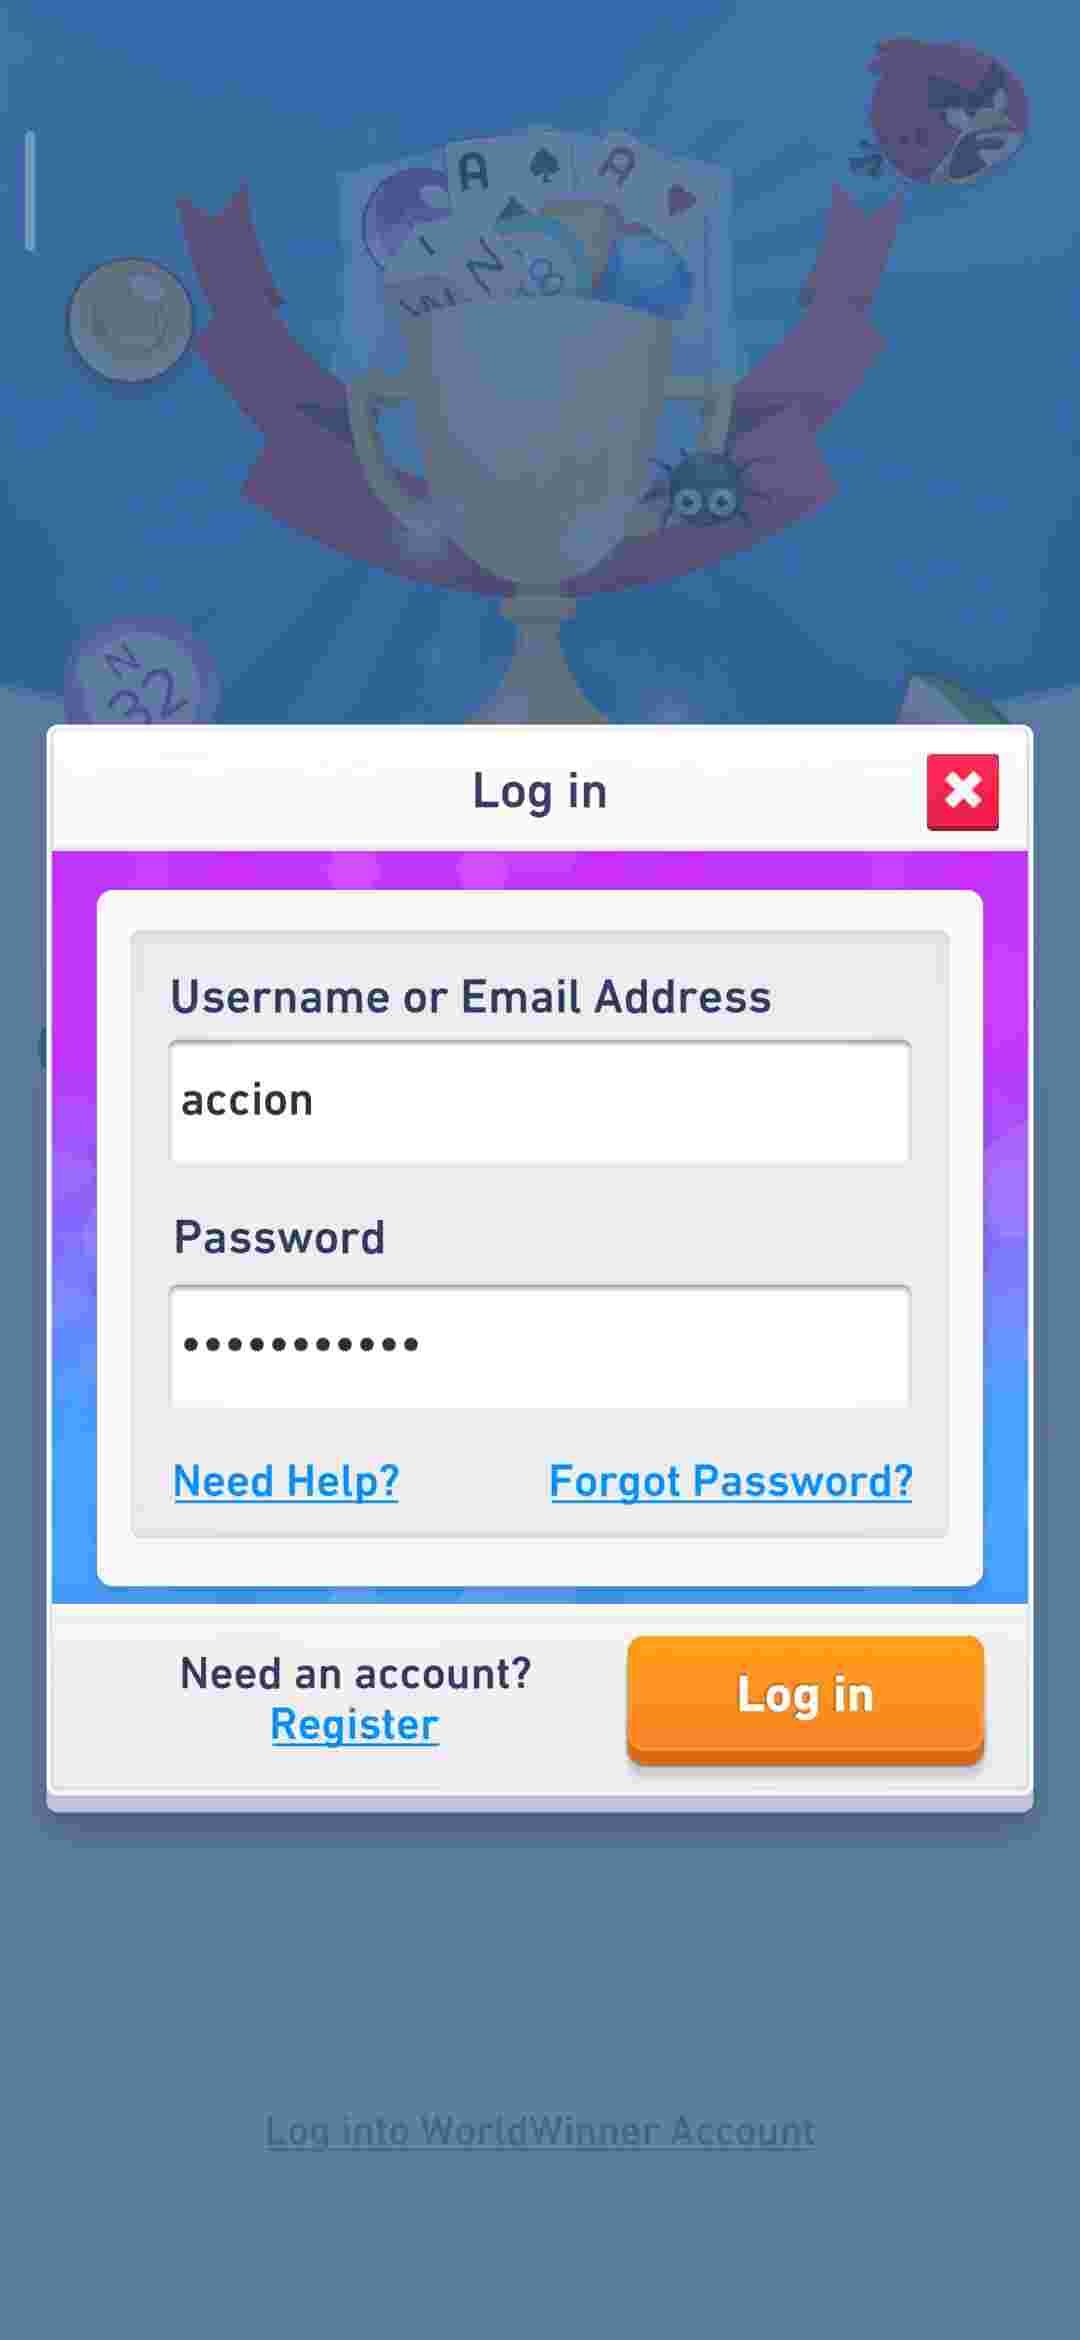 A A
N 8
N
32
Log in
Username or Email Address
accion
Password
•••••••••••
Need Help? Forgot Password?
Need an account?
Register
Log in
Log into WorldWinner Account